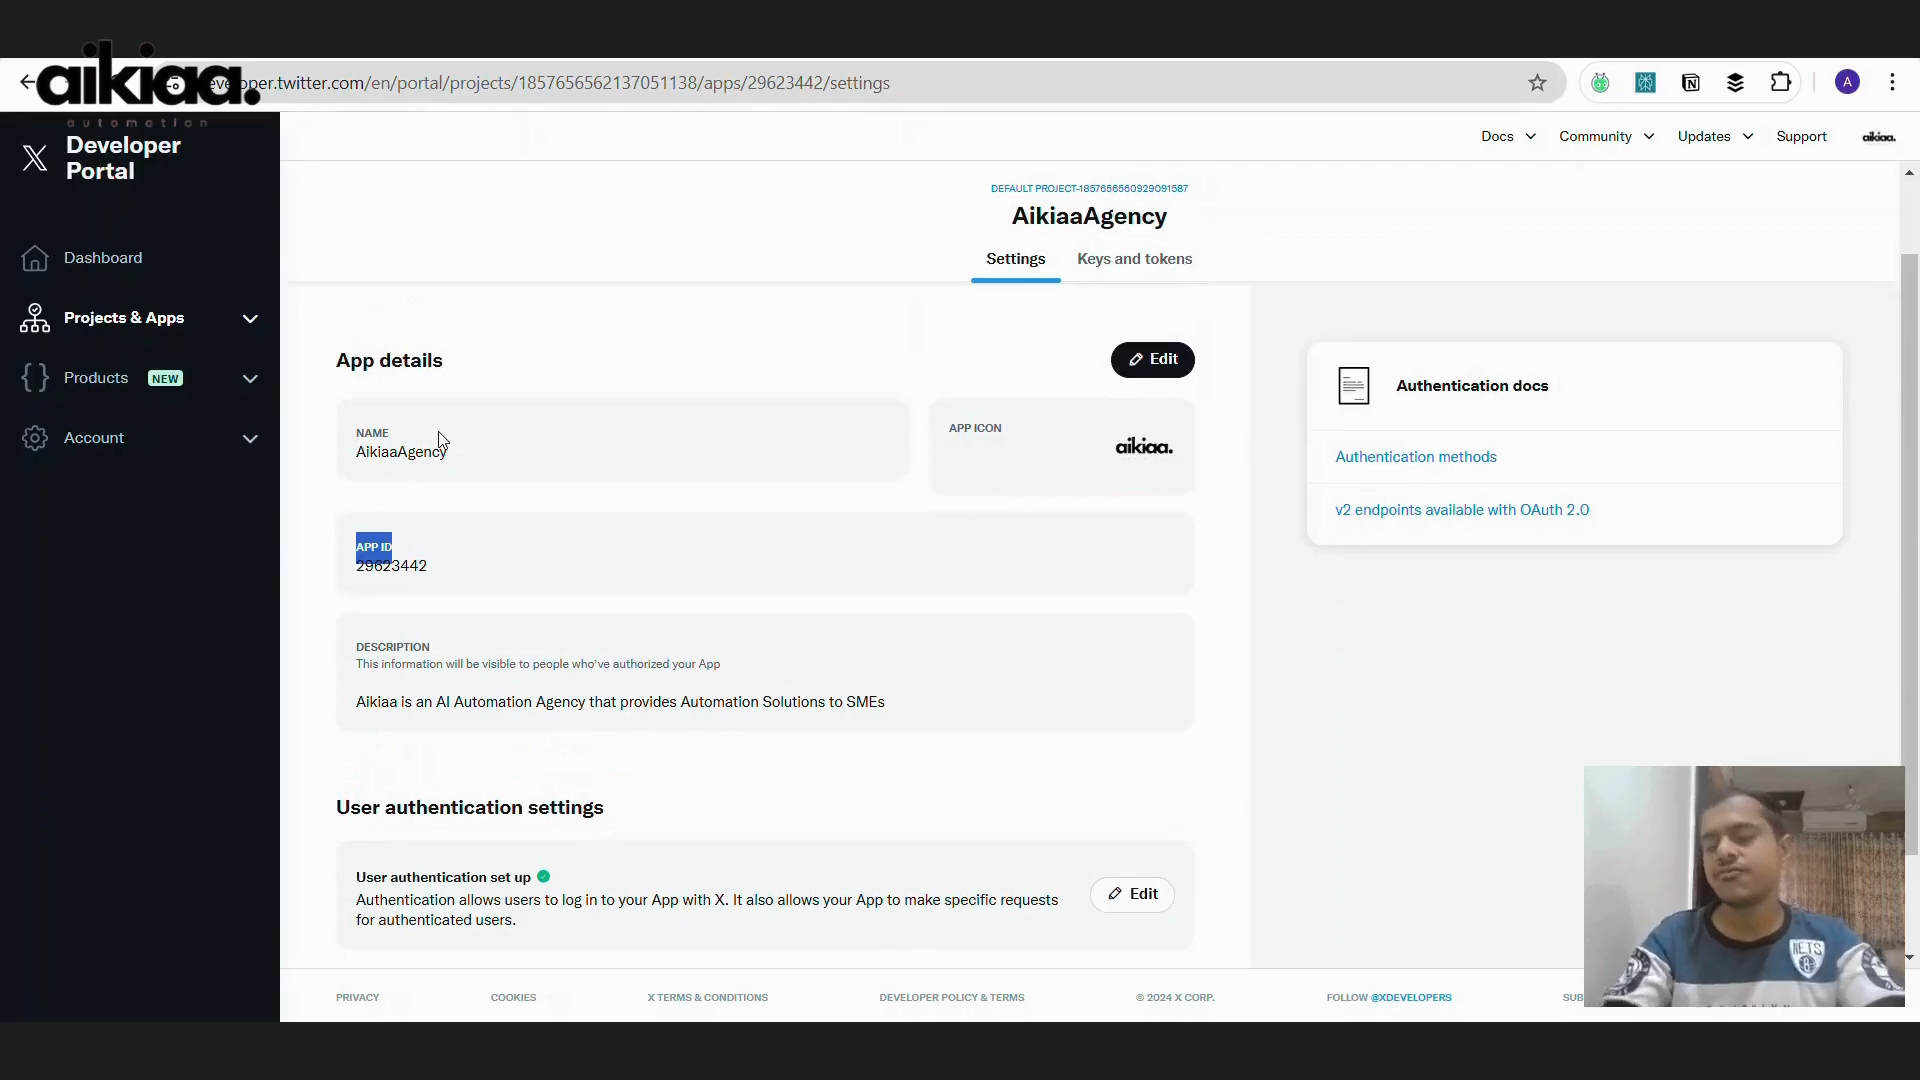 aikiaa.
automation
eveloper.twitter.com/en/portal/projects/1857656562137051138/apps/29623442/settings
A
Developer
Portal
Docs
Community
Updates
Support
aikiaa.
Dashboard
Projects & Apps
Products NEW
Account
DEFAULT PROJECT-1857656560929091587
AikiaaAgency
Settings
Keys and tokens
App details
Edit
NAME
AikiaaAgency
APP ICON
aikiaa.
APP ID
29623442
DESCRIPTION
This information will be visible to people who've authorized your App
Aikiaa is an AI Automation Agency that provides Automation Solutions to SMEs
Authentication docs
Authentication methods
v2 endpoints available with OAuth 2.0
User authentication settings
User authentication set up
Authentication allows users to log in to your App with X. It also allows your App to make specific requests
for authenticated users.
Edit
PRIVACY
COOKIES
X TERMS & CONDITIONS
DEVELOPER POLICY & TERMS
© 2024 X CORP.
FOLLOW @XDEVELOPERS
SUB
NETS